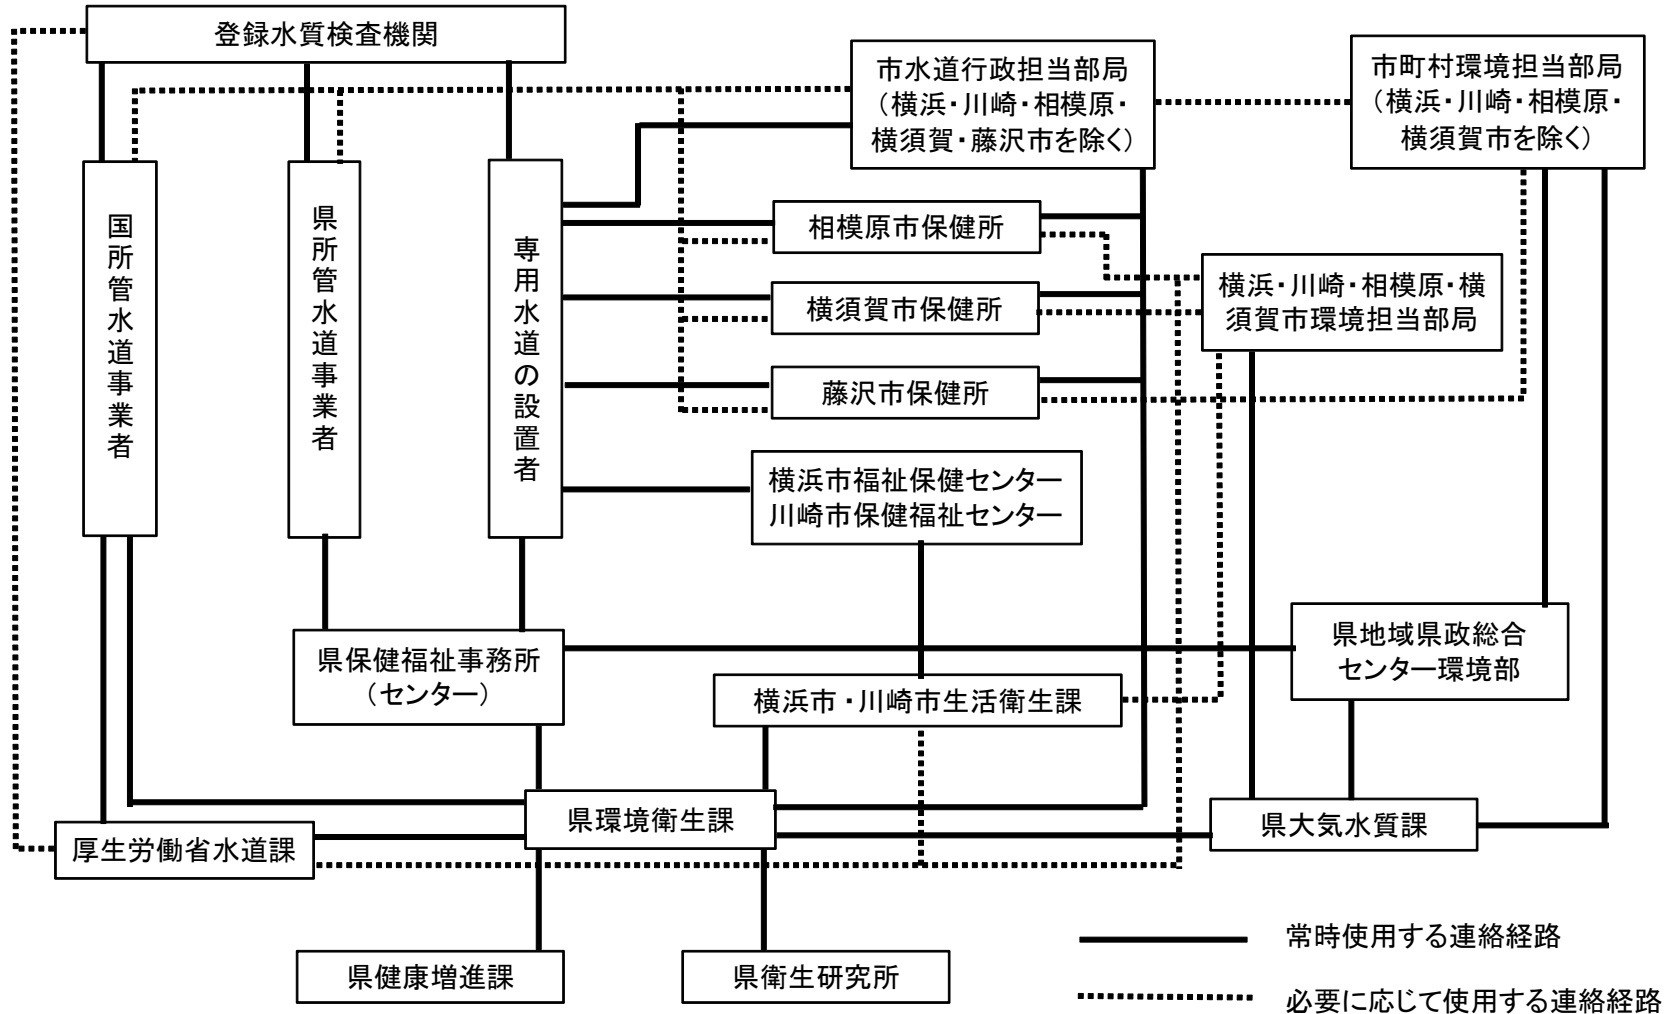 登録水質検査機関
市水道行政担当部局
（横浜・川崎・相模原・
横須賀・藤沢市を除く）
市町村環境担当部局
（横浜・川崎・相模原・
横須賀市を除く）
国所管水道事業者
県所管水道事業者
専用水道の設置者
相模原市保健所
横須賀市保健所
藤沢市保健所
横浜・川崎・相模原・横
須賀市環境担当部局
横浜市福祉保健センター
川崎市保健福祉センター
県保健福祉事務所
（センター）
横浜市・川崎市生活衛生課
県地域県政総合
センター環境部
県環境衛生課
県大気水質課
厚生労働省水道課
県健康増進課
県衛生研究所
常時使用する連絡経路
必要に応じて使用する連絡経路